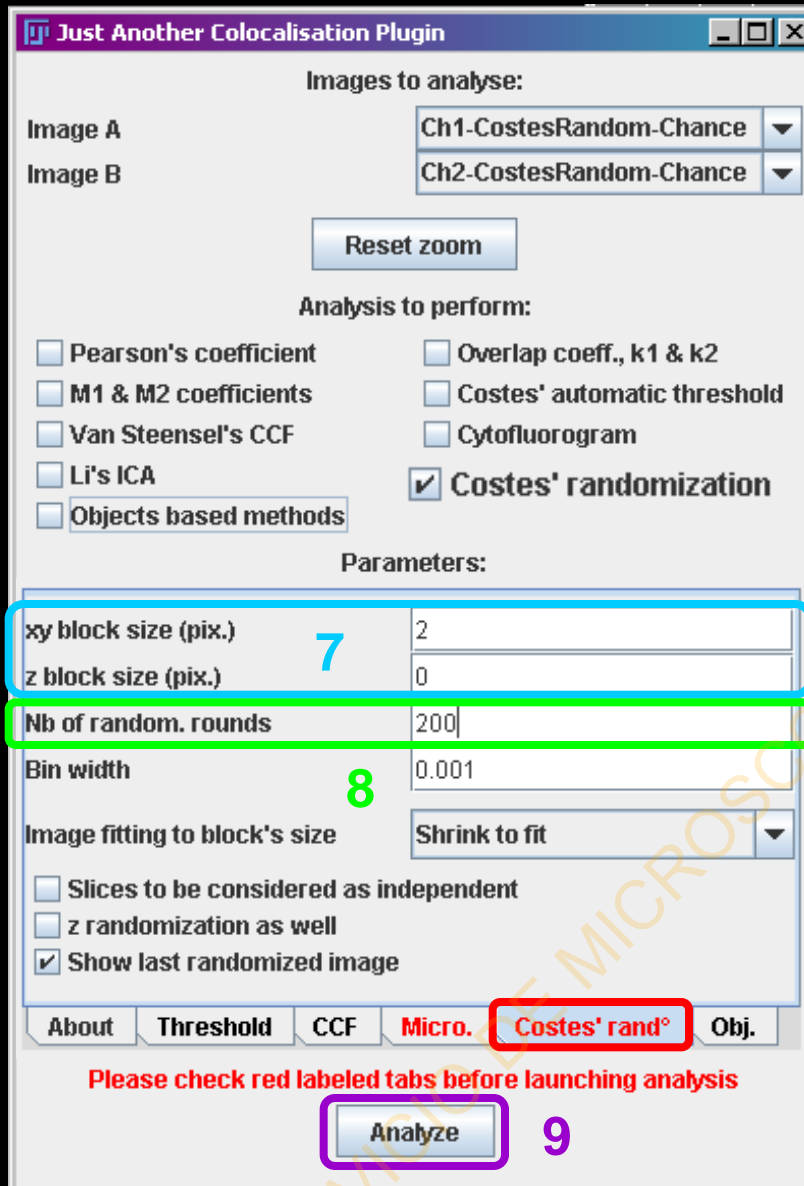 Just Another Colocalisation Plugin
Images to analyse:
Image A Ch1-CostesRandom-Chance
Image B Ch2-CostesRandom-Chance
Reset zoom
Analysis to perform:
Pearson's coefficient Overlap coeff., k1 & k2
M1 & M2 coefficients Costes' automatic threshold
Van Steensel's CCF Cytofluorogram
Li's ICA Costes' randomization
Objects based methods
Parameters:
xy block size (pix.) 2
7
z block size (pix.) 0
Nb of random. rounds 200
Bin width 0.001
8
Image fitting to block's size Shrink to fit
Slices to be considered as independent
z randomization as well
Show last randomized image
About Threshold CCF Micro. Costes' rand° Obj.
Please check red labeled tabs before launching analysis
Analyze 9
VICIO DE MICROSC